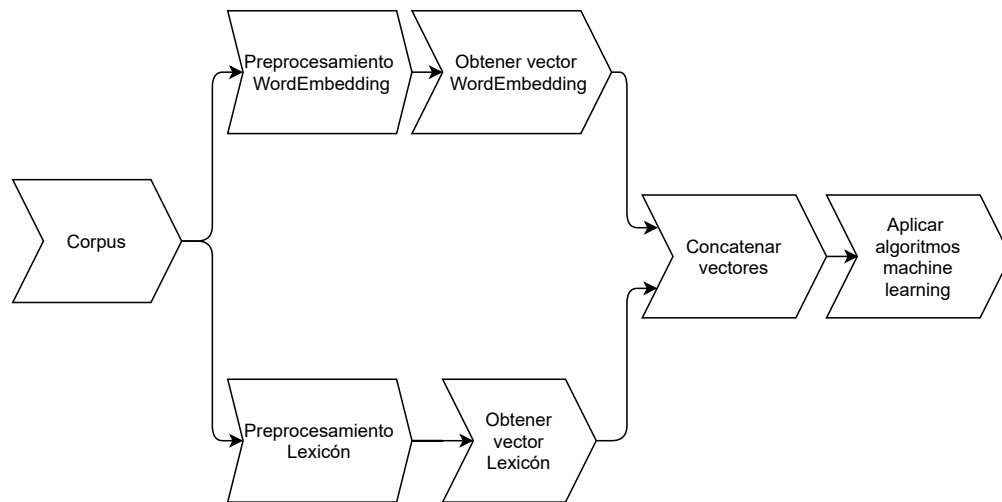 Preprocesamiento
WordEmbedding
Obtener vector
WordEmbedding
Corpus
Concatenar
vectores
Aplicar
algoritmos
machine
learning
Preprocesamiento
Lexicón
Obtener
vector
Lexicón